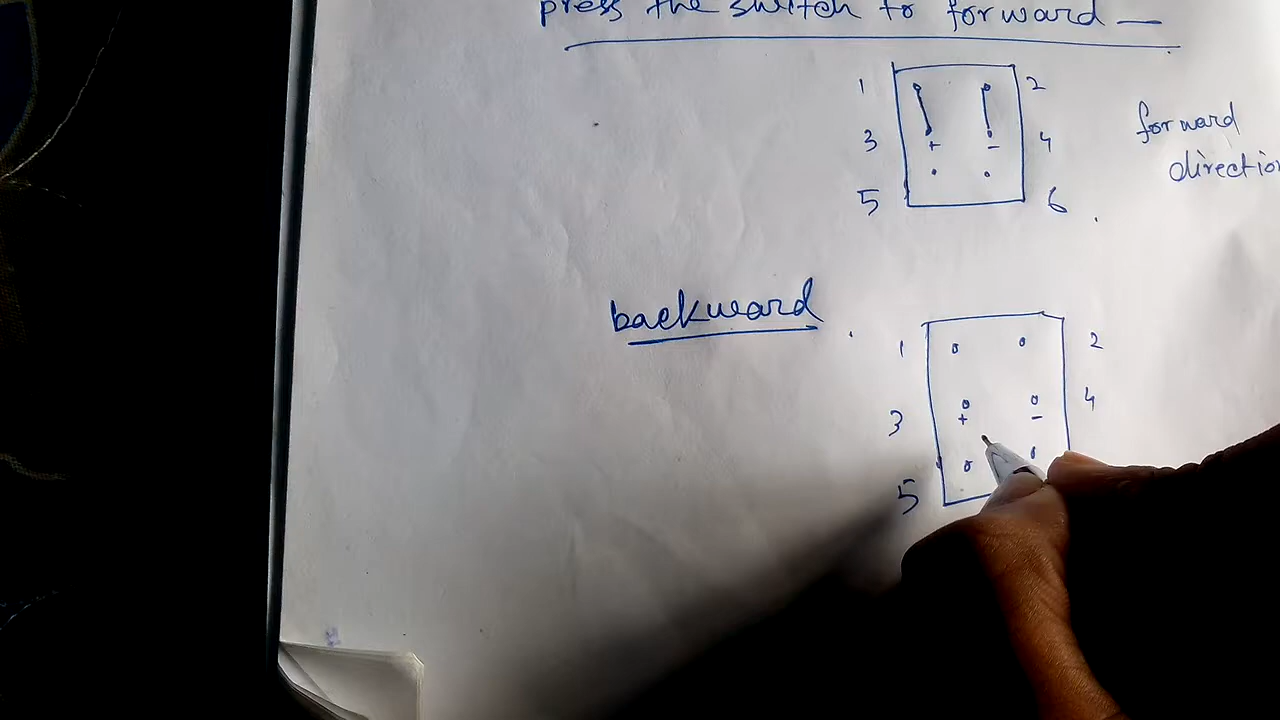 press the switch to forward —
1 2
3 + - 4
5 6
forward
direction
backward
1 2
3 + - 4
5